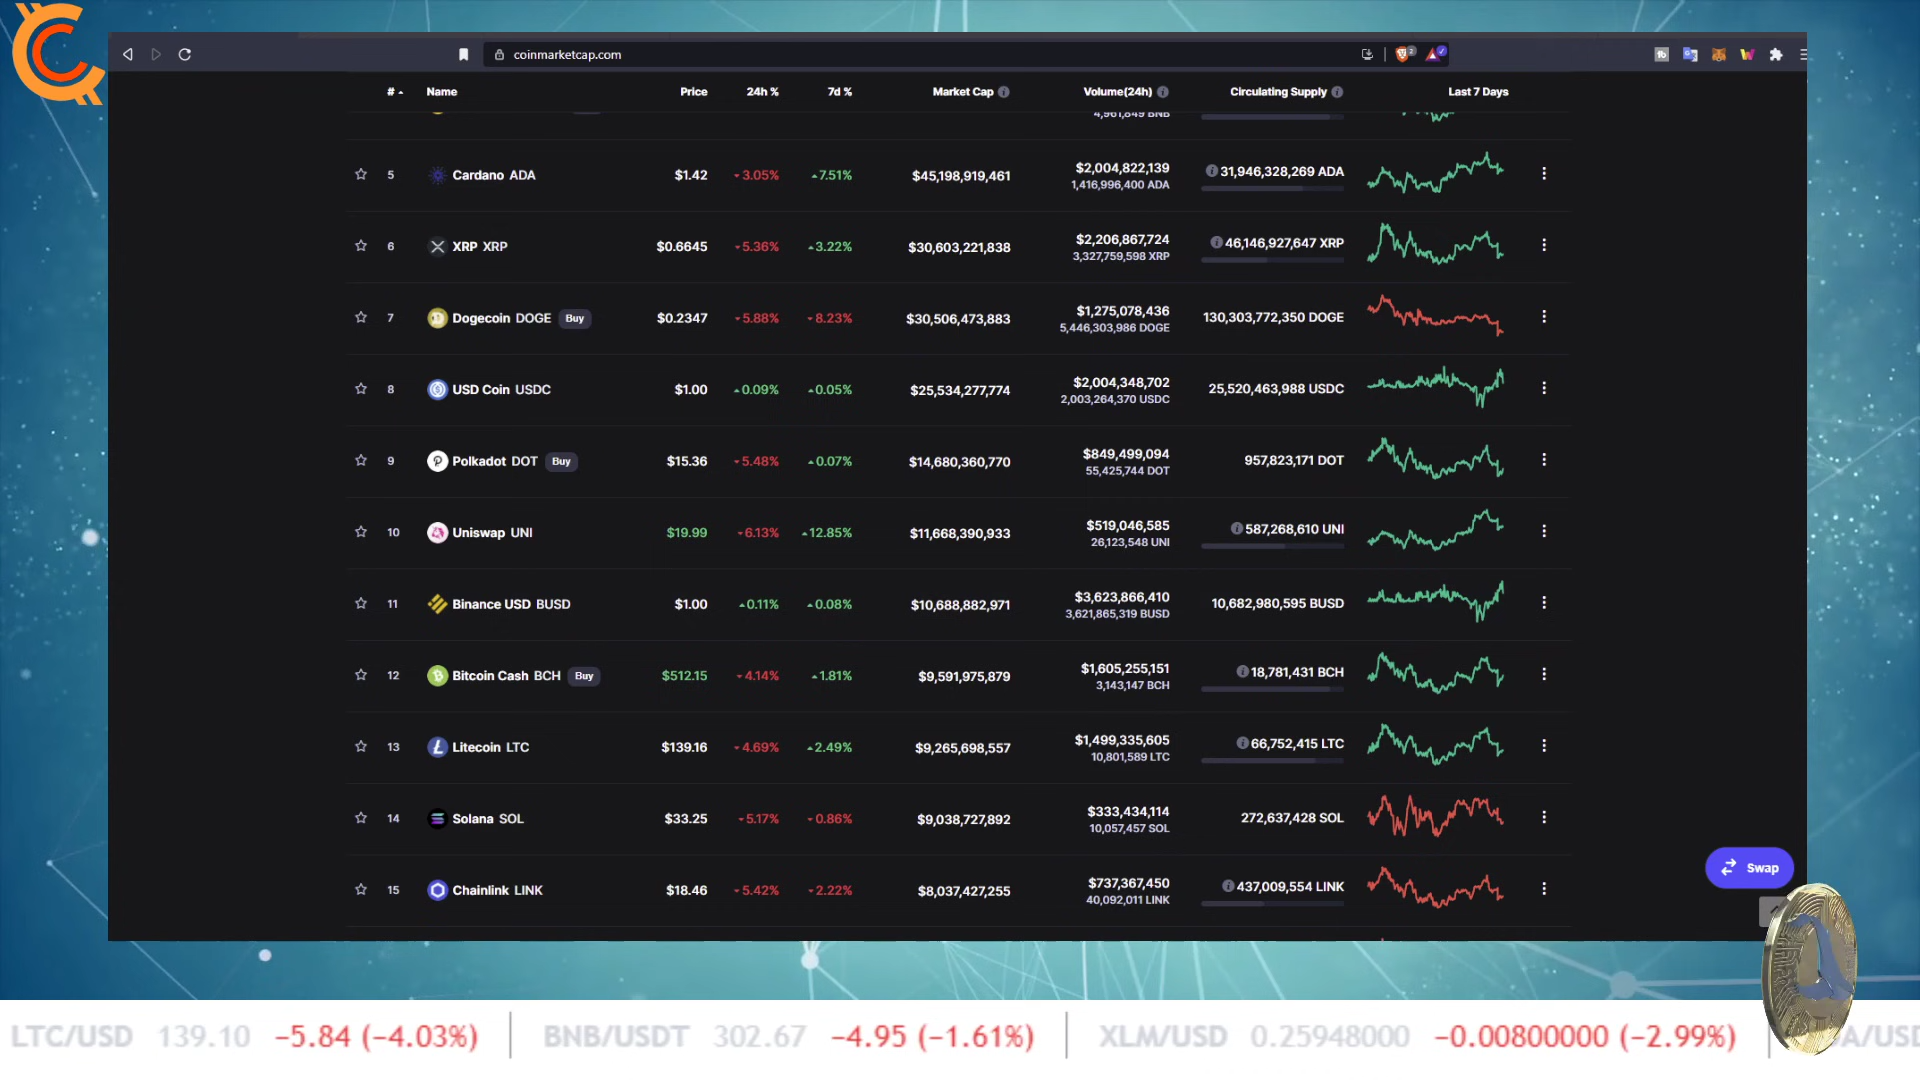 coinmarketcap.com
# Name Price 24h % 7d % Market Cap Volume(24h) Circulating Supply Last 7 Days
4,961,849 BNB
5 Cardano ADA $1.42 3.05% 7.51% $45,198,919,461 $2,004,822,139 31,946,328,269 ADA
1,416,996,400 ADA
6 XRP XRP $0.6645 5.36% 3.22% $30,603,221,838 $2,206,867,724 46,146,927,647 XRP
3,327,759,598 XRP
7 Dogecoin DOGE Buy $0.2347 5.88% 8.23% $30,506,473,883 $1,275,078,436 130,303,772,350 DOGE
5,446,303,986 DOGE
8 USD Coin USDC $1.00 0.09% 0.05% $25,534,277,774 $2,004,348,702 25,520,463,988 USDC
2,003,264,370 USDC
9 Polkadot DOT Buy $15.36 5.48% 0.07% $14,680,360,770 $849,499,094 957,823,171 DOT
55,425,744 DOT
10 Uniswap UNI $19.99 6.13% 12.85% $11,668,390,933 $519,046,585 587,268,610 UNI
26,123,548 UNI
11 Binance USD BUSD $1.00 0.11% 0.08% $10,688,882,971 $3,623,866,410 10,682,980,595 BUSD
3,621,865,319 BUSD
12 Bitcoin Cash BCH Buy $512.15 4.14% 1.81% $9,591,975,879 $1,605,255,151 18,781,431 BCH
3,143,147 BCH
13 Litecoin LTC $139.16 4.69% 2.49% $9,265,698,557 $1,499,335,605 66,752,415 LTC
10,801,589 LTC
14 Solana SOL $33.25 5.17% 0.86% $9,038,727,892 $333,434,114 272,637,428 SOL
10,057,457 SOL
Swap
15 Chainlink LINK $18.46 5.42% 2.22% $8,037,427,255 $737,367,450 437,009,554 LINK
40,092,011 LINK
LTC/USD 139.10 −5.84 (−4.03%) BNB/USDT 302.67 −4.95 (−1.61%) XLM/USD 0.25948000 −0.00800000 (−2.99%)